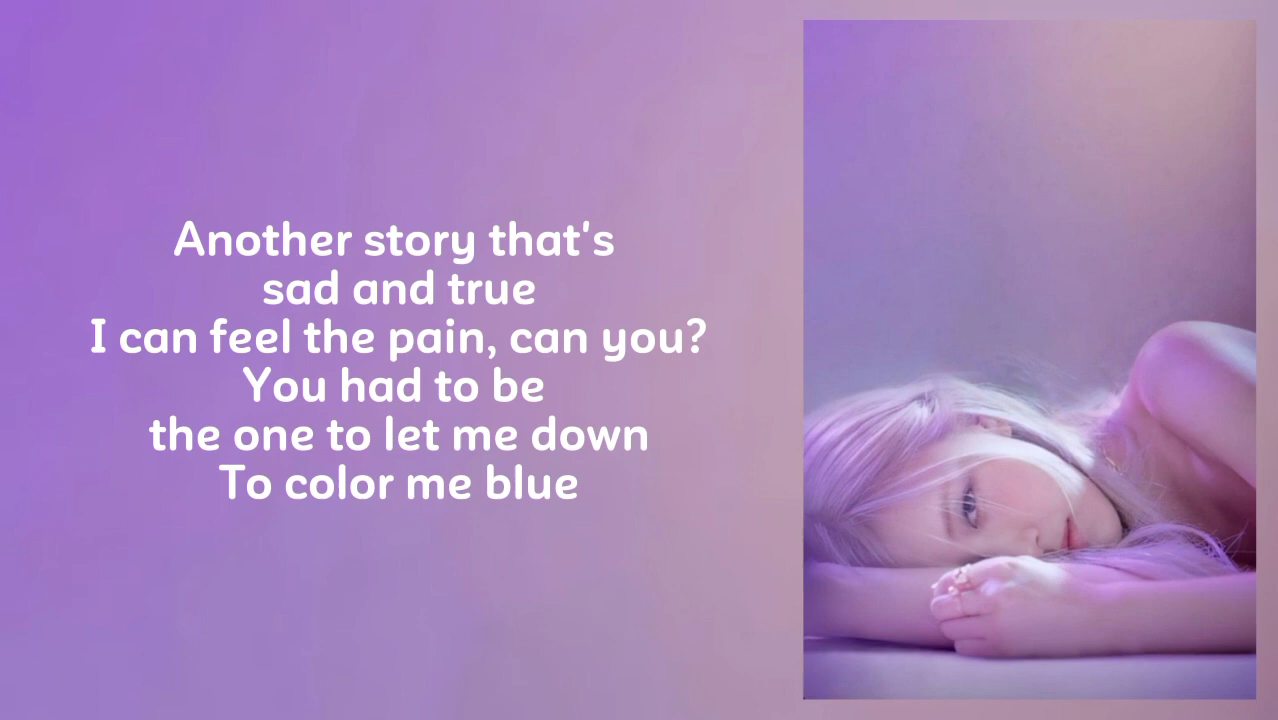 Another story that's
sad and true
I can feel the pain, can you?
You had to be
the one to let me down
To color me blue